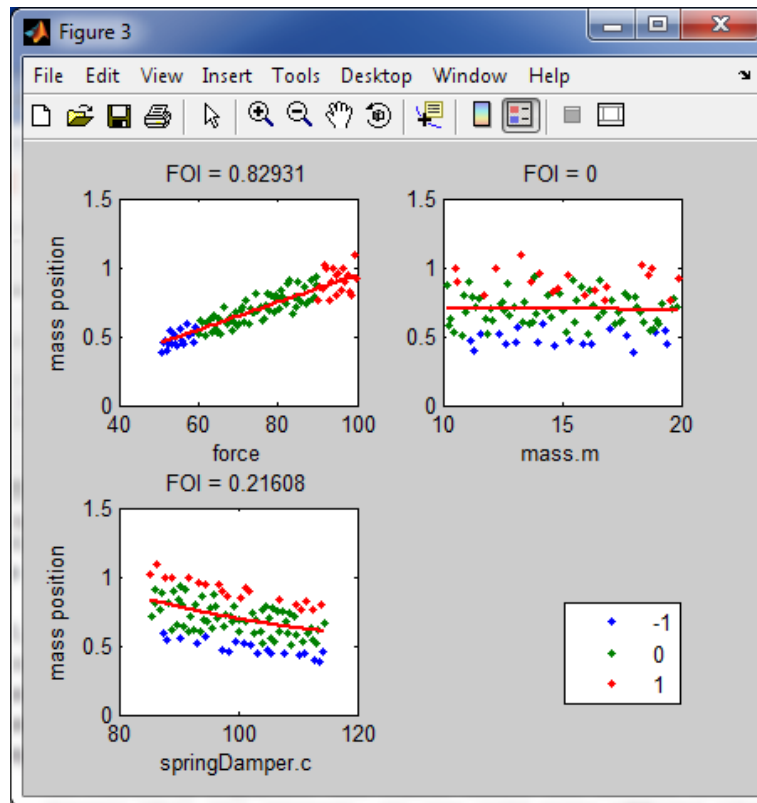 Figure 3
File Edit View Insert Tools Desktop Window Help
FOI = 0.82931
1.5
1
0.5
0
mass position
40 60 80 100
force
FOI = 0
1.5
1
0.5
0
10 15 20
mass.m
FOI = 0.21608
1.5
1
0.5
0
mass position
80 100 120
springDamper.c
-1
0
1